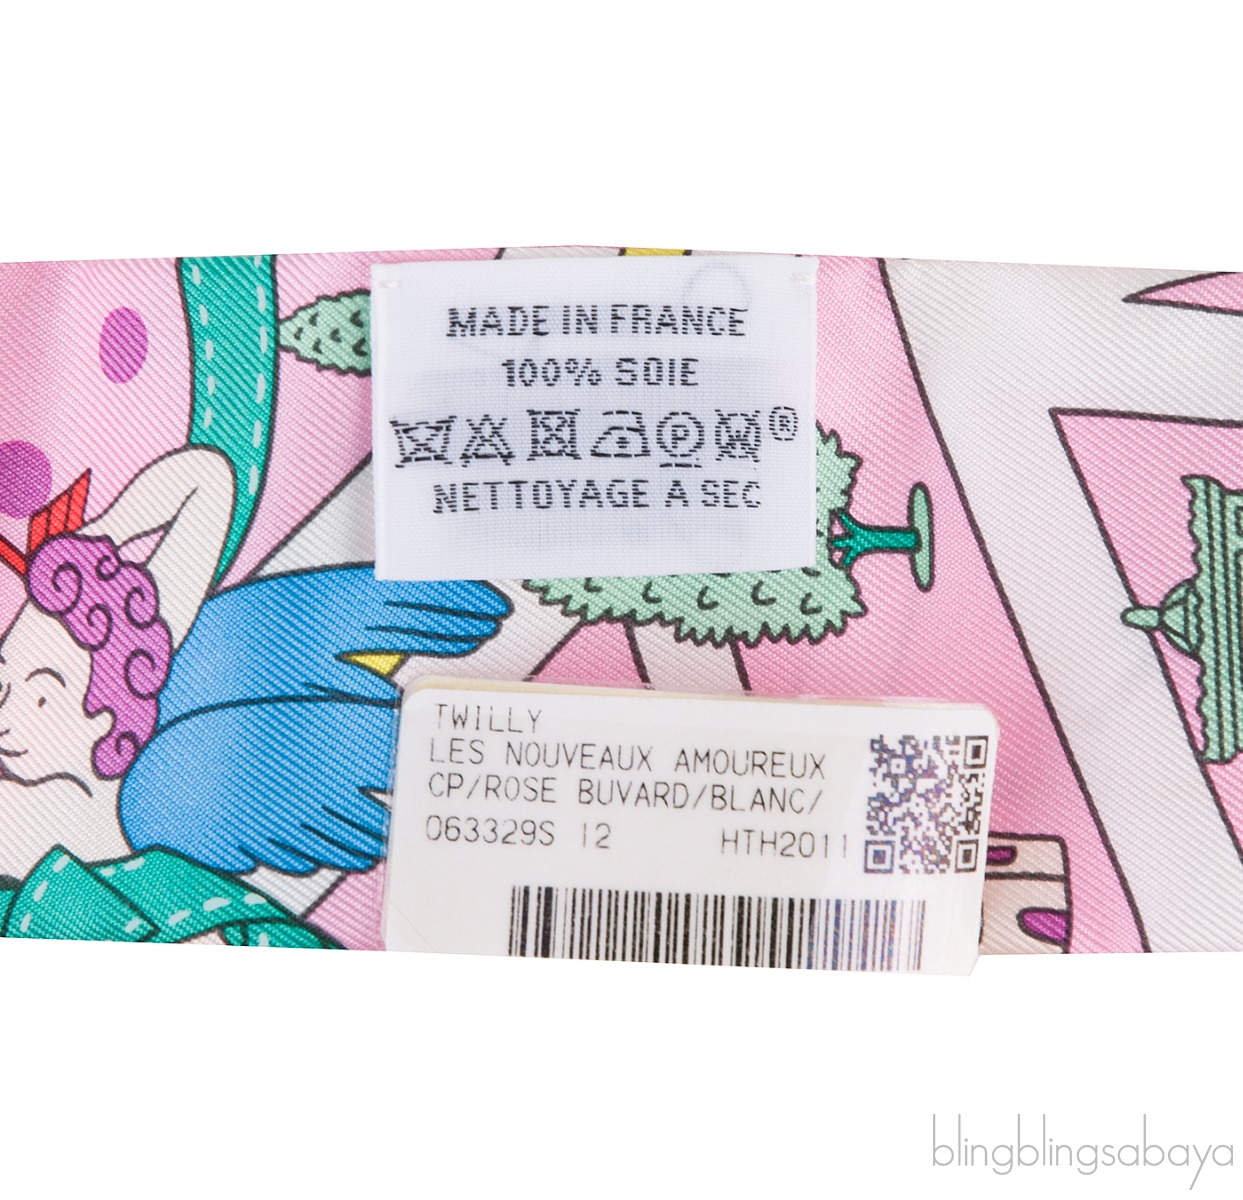 MADE IN FRANCE
100% SOIE
®
NETTOYAGE A SEC
TWILLY
LES NOUVEAUX AMOUREUX
CP/ROSE BUVARD/BLANC/
063329S 12 HTH2011
blingblingsabaya